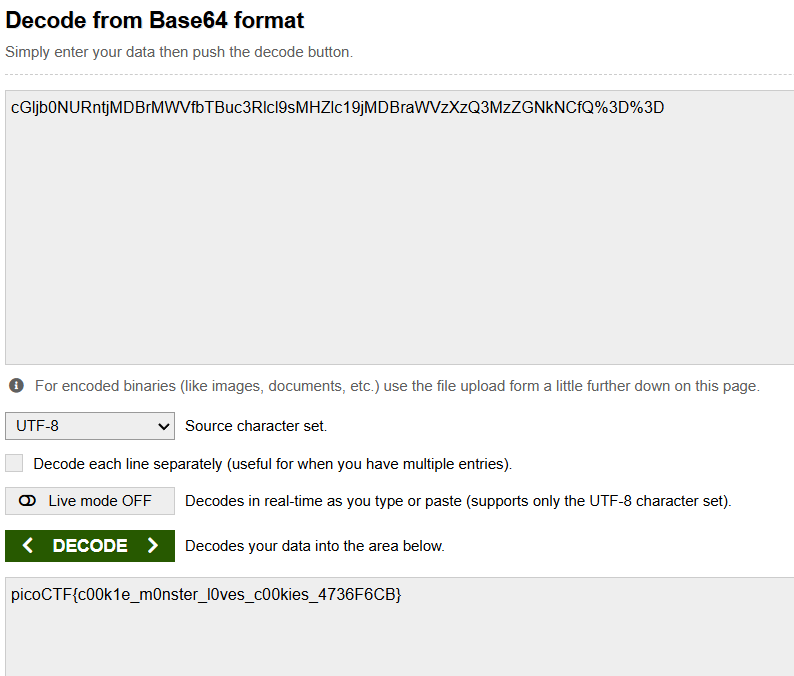 Decode from Base64 format
Simply enter your data then push the decode button.
cGljb0NURntjMDBrMWVfbTBuc3Rlcl9sMHZlc19jMDBraWVzXzQ3MzZGNkNCfQ%3D%3D
For encoded binaries (like images, documents, etc.) use the file upload form a little further down on this page.
UTF-8 Source character set.
Decode each line separately (useful for when you have multiple entries).
Live mode OFF Decodes in real-time as you type or paste (supports only the UTF-8 character set).
DECODE Decodes your data into the area below.
picoCTF{c00k1e_m0nster_l0ves_c00kies_4736F6CB}